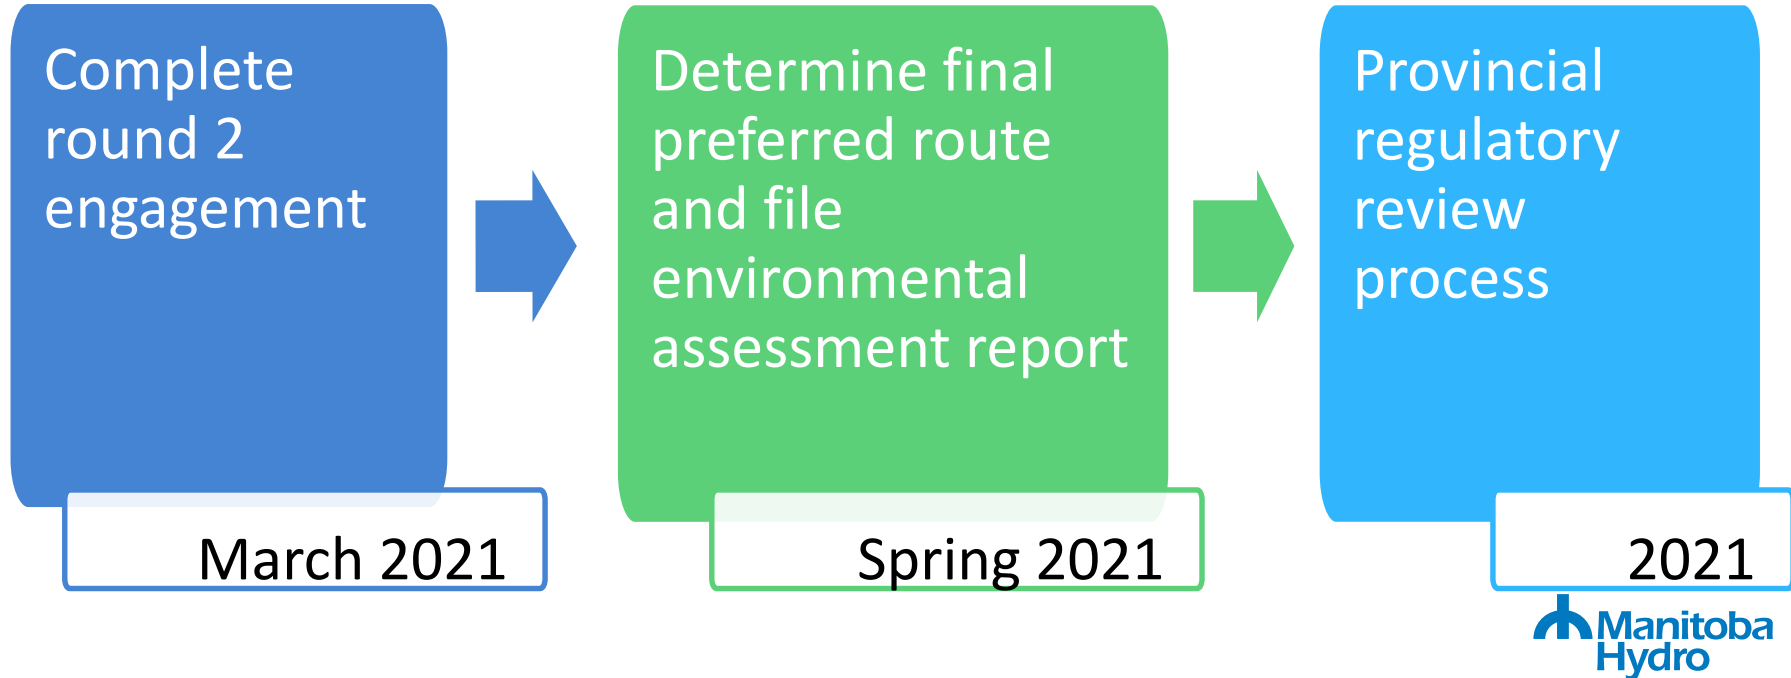 Complete
round 2
engagement
March 2021
Determine final
preferred route
and file
environmental
assessment report
Spring 2021
Provincial
regulatory
review
process
2021
Manitoba
Hydro